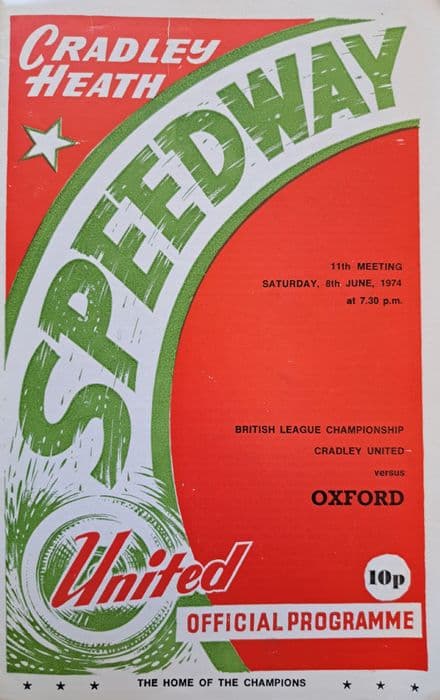 CRADLEY
HEATH
SPEEDWAY
11th MEETING
SATURDAY, 8th JUNE, 1974
at 7.30 p.m.
BRITISH LEAGUE CHAMPIONSHIP
CRADLEY UNITED
versus
OXFORD
United
10p
OFFICIAL PROGRAMME
THE HOME OF THE CHAMPIONS